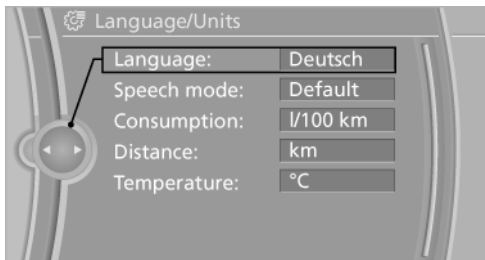 Language/Units
Language: Deutsch
Speech mode: Default
Consumption: l/100 km
Distance: km
Temperature: °C